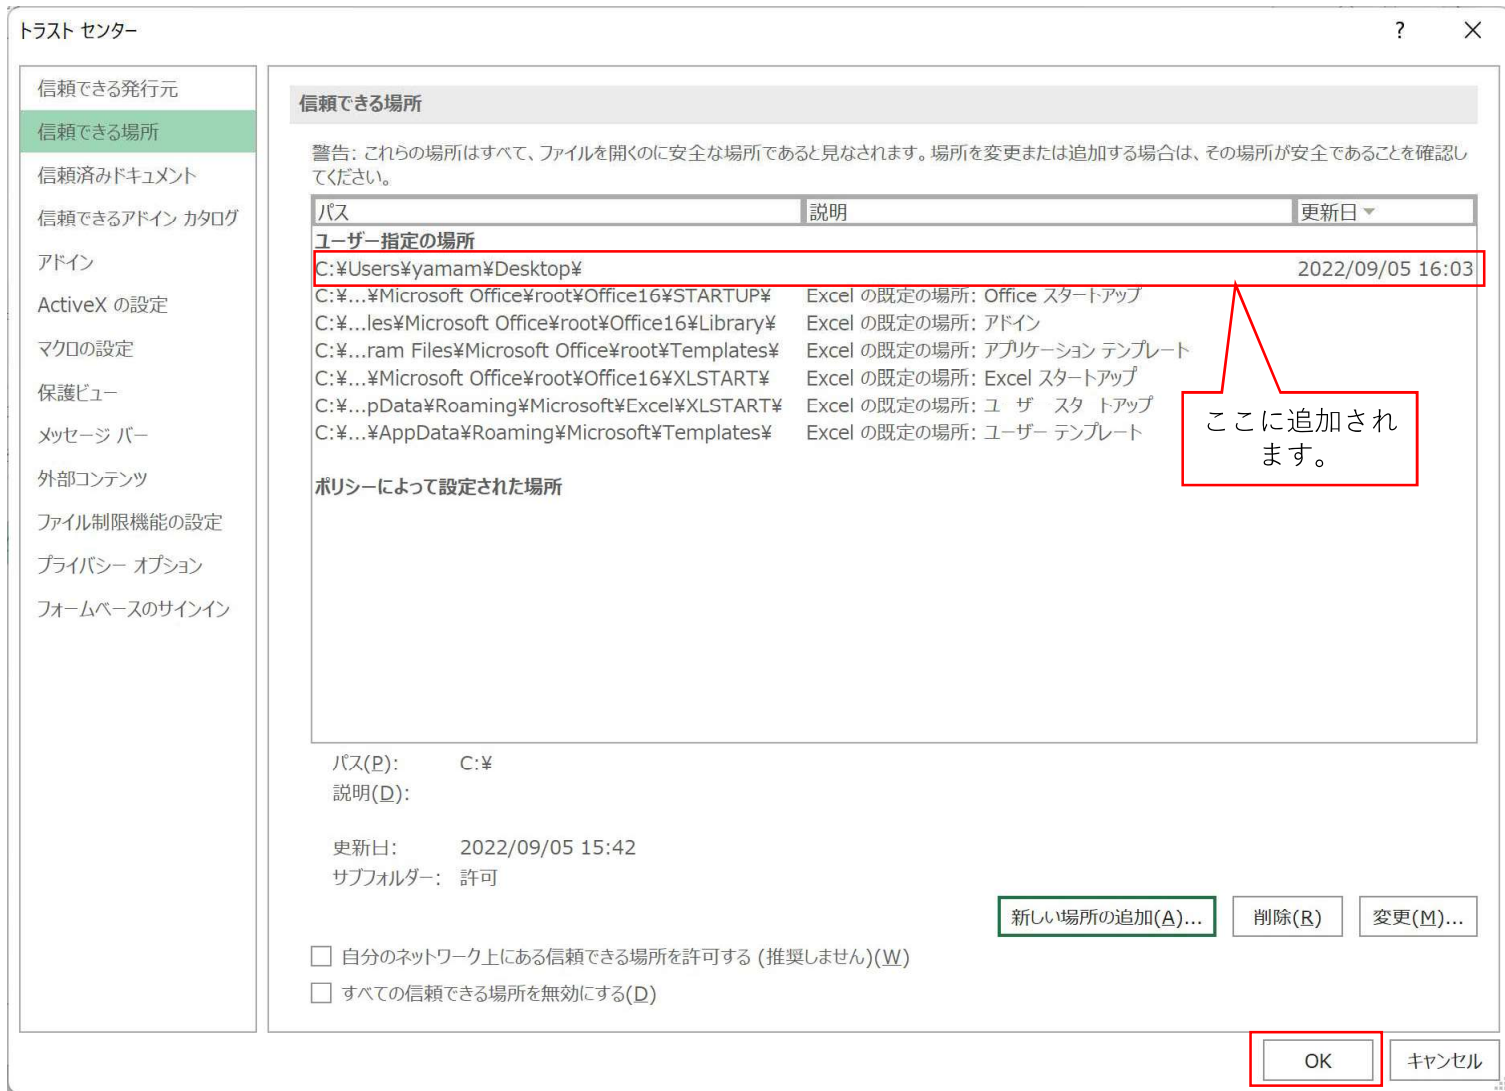 トラスト センター
?
信頼できる発行元
信頼できる場所
信頼済みドキュメント
信頼できるアドイン カタログ
アドイン
ActiveX の設定
マクロの設定
保護ビュー
メッセージ バー
外部コンテンツ
ファイル制限機能の設定
プライバシー オプション
フォームベースのサインイン
信頼できる場所
警告: これらの場所はすべて、ファイルを開くのに安全な場所であると見なされます。場所を変更または追加する場合は、その場所が安全であることを確認し
てください。
パス 説明 更新日
ユーザー指定の場所
C:¥Users¥yamam¥Desktop¥ 2022/09/05 16:03
C:¥...¥Microsoft Office¥root¥Office16¥STARTUP¥ Excel の既定の場所: Office スタートアップ
C:¥...les¥Microsoft Office¥root¥Office16¥Library¥ Excel の既定の場所: アドイン
C:¥...ram Files¥Microsoft Office¥root¥Templates¥ Excel の既定の場所: アプリケーション テンプレート
C:¥...¥Microsoft Office¥root¥Office16¥XLSTART¥ Excel の既定の場所: Excel スタートアップ
C:¥...pData¥Roaming¥Microsoft¥Excel¥XLSTART¥ Excel の既定の場所: ユーザー スタートアップ
C:¥...¥AppData¥Roaming¥Microsoft¥Templates¥ Excel の既定の場所: ユーザー テンプレート
ここに追加され
ます。
ポリシーによって設定された場所
パス(P): C:¥
説明(D):
更新日: 2022/09/05 15:42
サブフォルダー: 許可
新しい場所の追加(A)... 削除(R) 変更(M)...
自分のネットワーク上にある信頼できる場所を許可する (推奨しません)(W)
すべての信頼できる場所を無効にする(D)
OK キャンセル